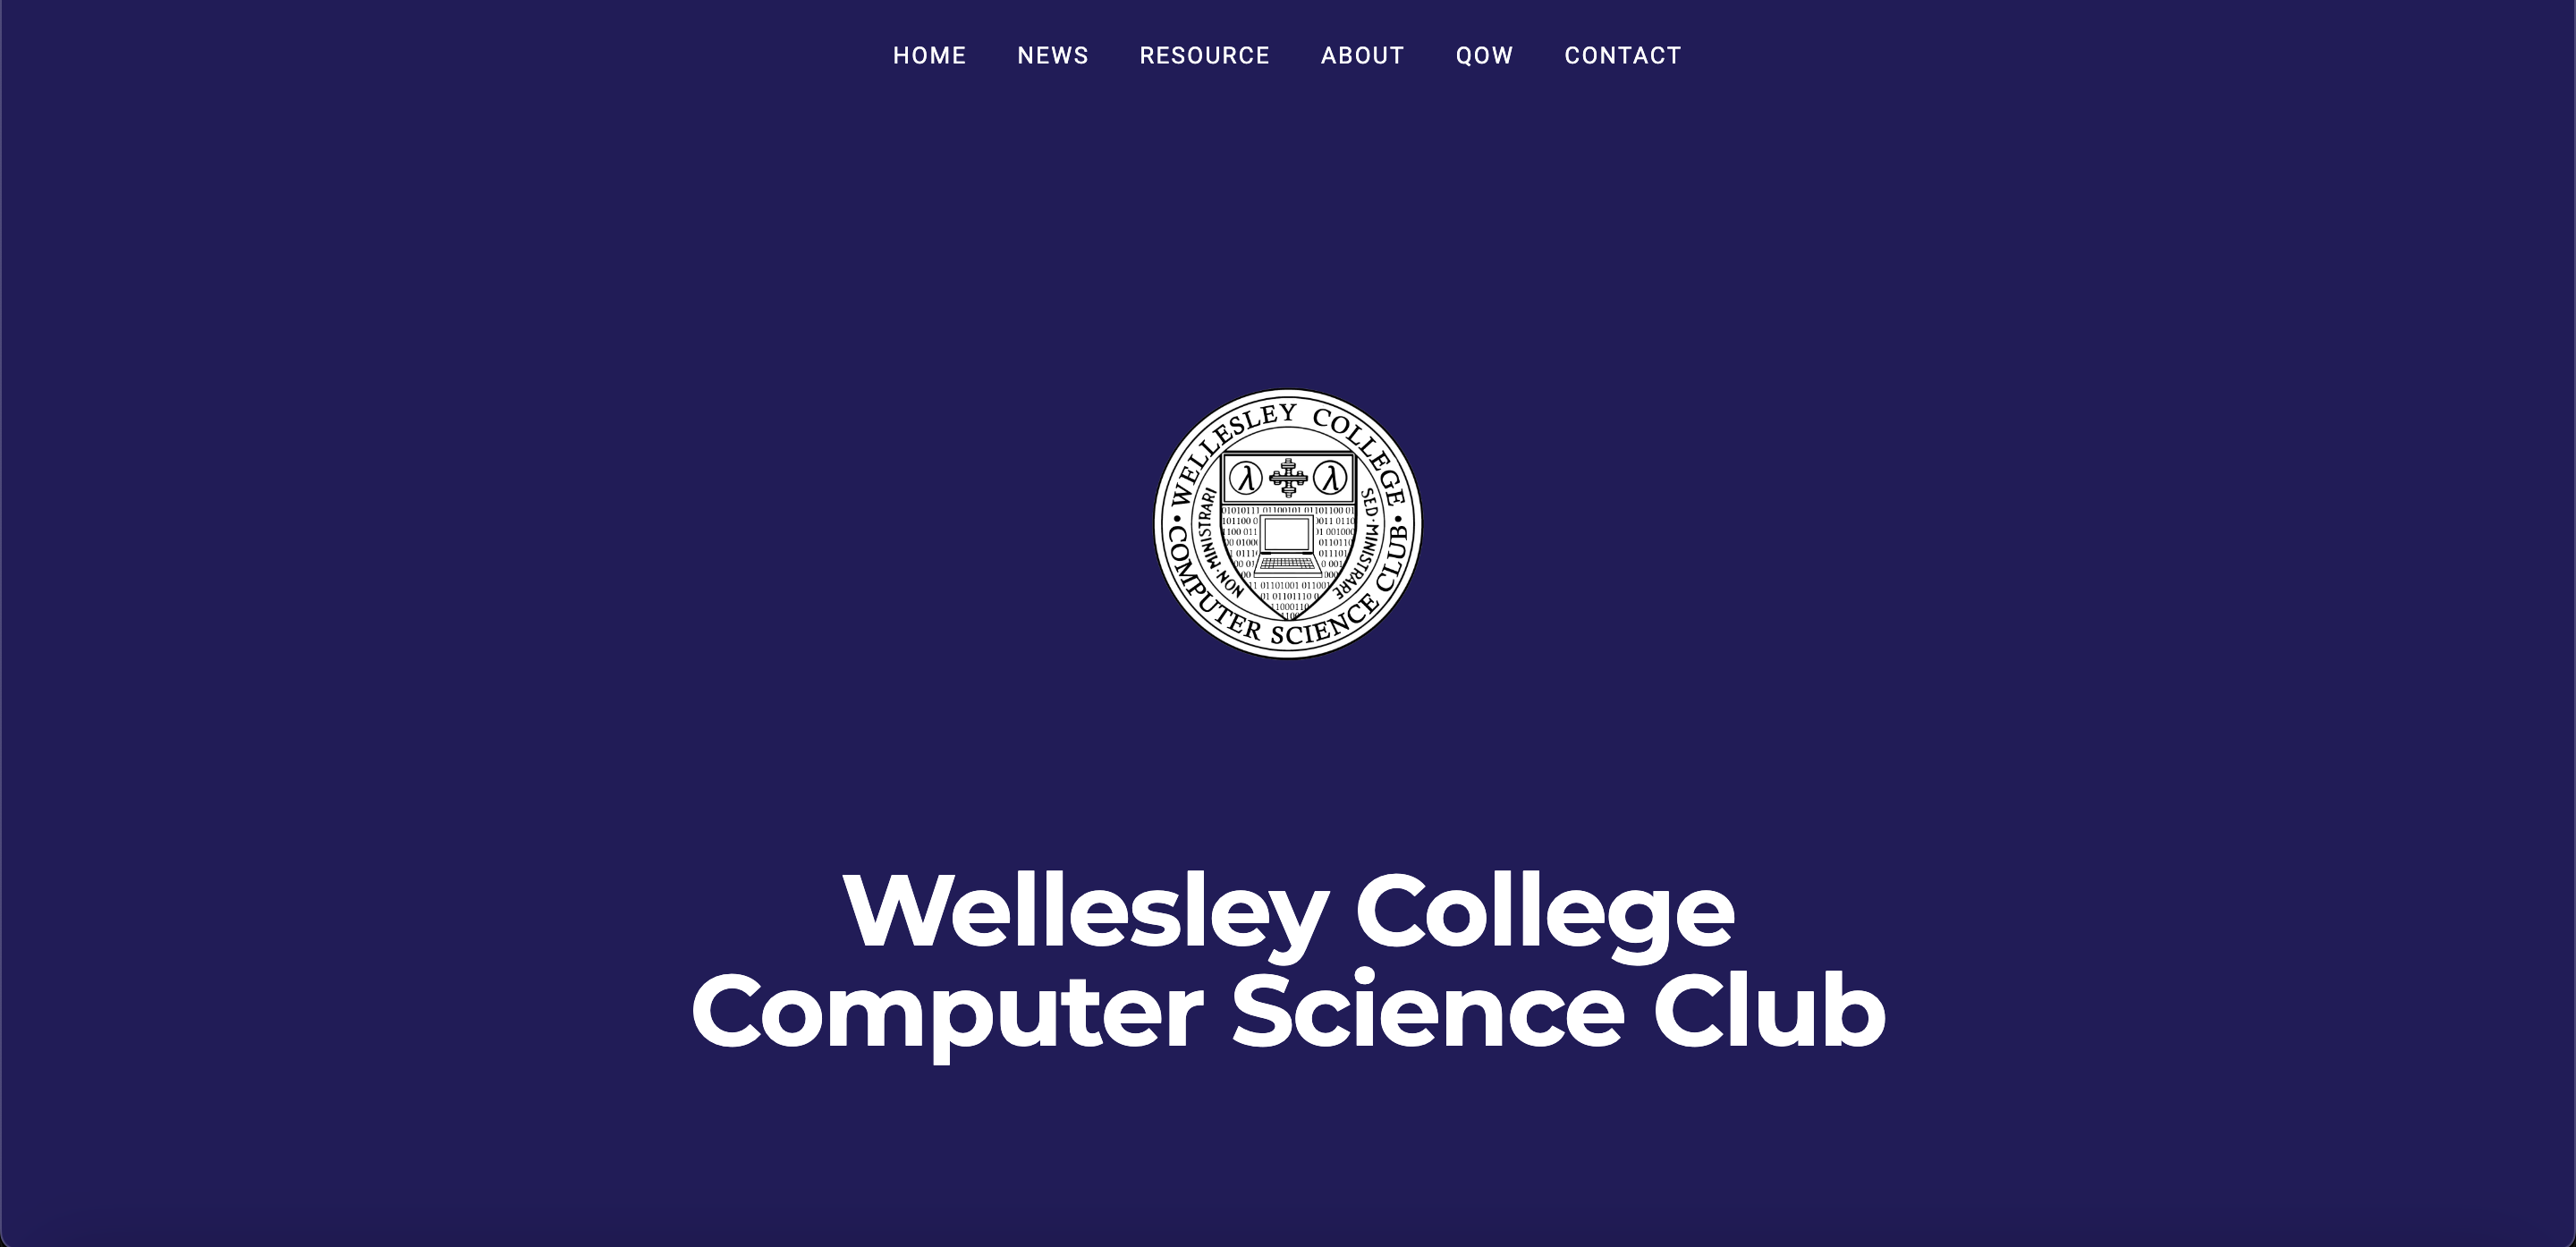 HOME NEWS RESOURCE ABOUT QOW CONTACT
WELLESLEY COLLEGE
COMPUTER SCIENCE CLUB
NON·MINISTRARI
SED·MINISTRARE
λ λ
Wellesley College
Computer Science Club